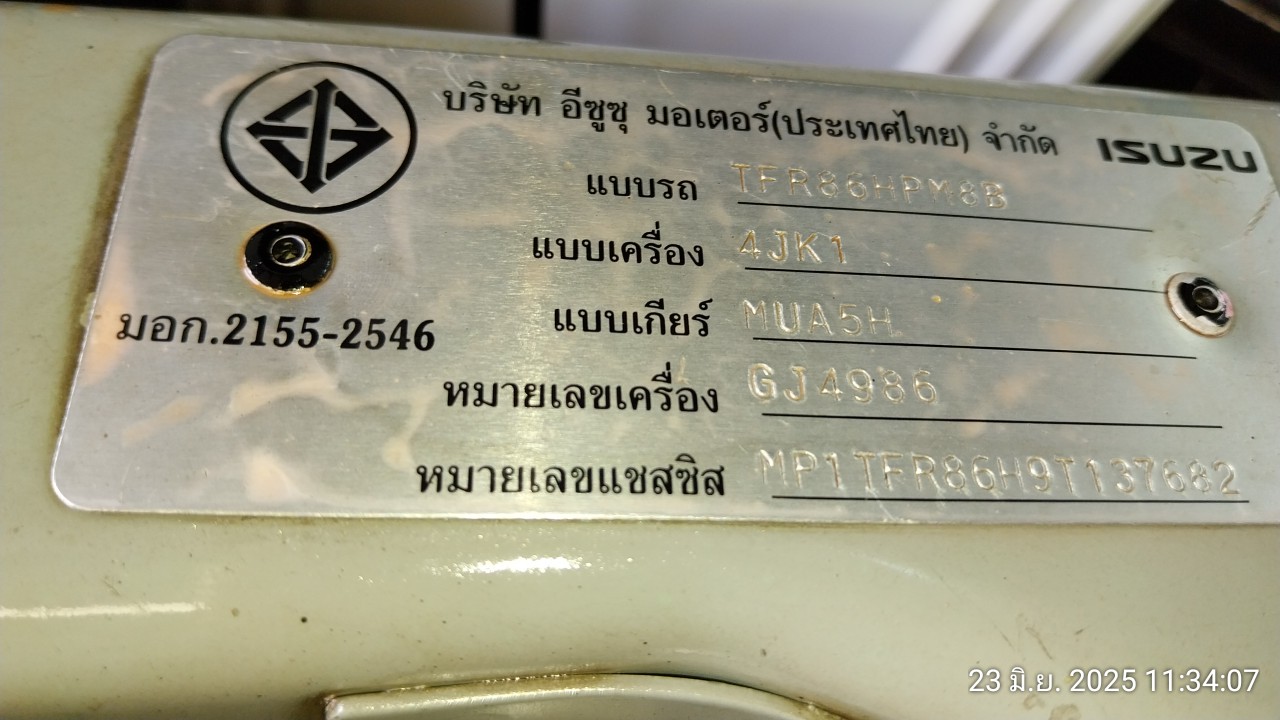 บริษัท อีซูซุ มอเตอร์(ประเทศไทย) จำกัด ISUZU
แบบรถ TFR86HPM8B
แบบเครื่อง 4JK1
แบบเกียร์ MUA5H
มอก.2155-2546
หมายเลขเครื่อง GJ4986
หมายเลขแชสซิส MP1TFR86H9T137682
23 มิ.ย. 2025 11:34:07